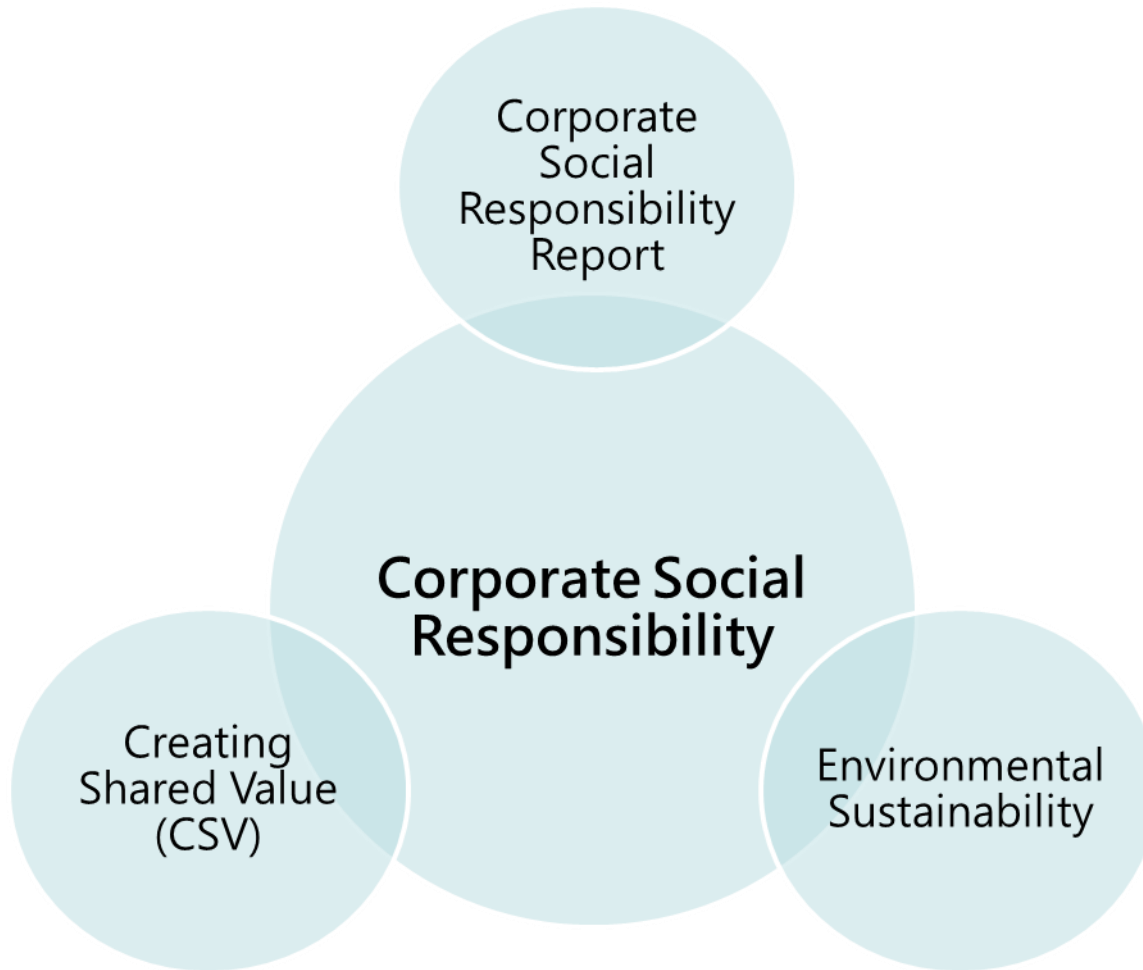 Corporate
Social
Responsibility
Report
Corporate Social
Responsibility
Creating
Shared Value
(CSV)
Environmental
Sustainability